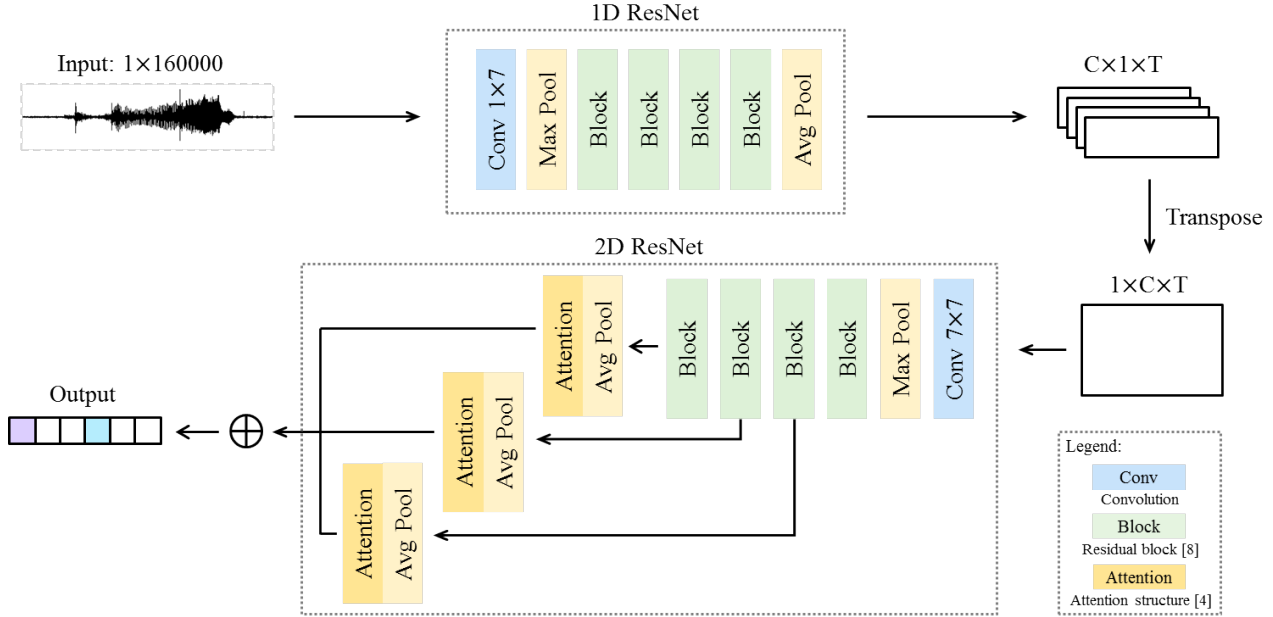 1D ResNet
Input: 1×160000
Conv 1×7
Max Pool
Block
Block
Block
Block
Avg Pool
C×1×T
Transpose
1×C×T
2D ResNet
Attention
Avg Pool
Block
Block
Block
Block
Max Pool
Conv 7×7
Attention
Avg Pool
Attention
Avg Pool
Output
Legend:
Conv
Convolution
Block
Residual block [8]
Attention
Attention structure [4]